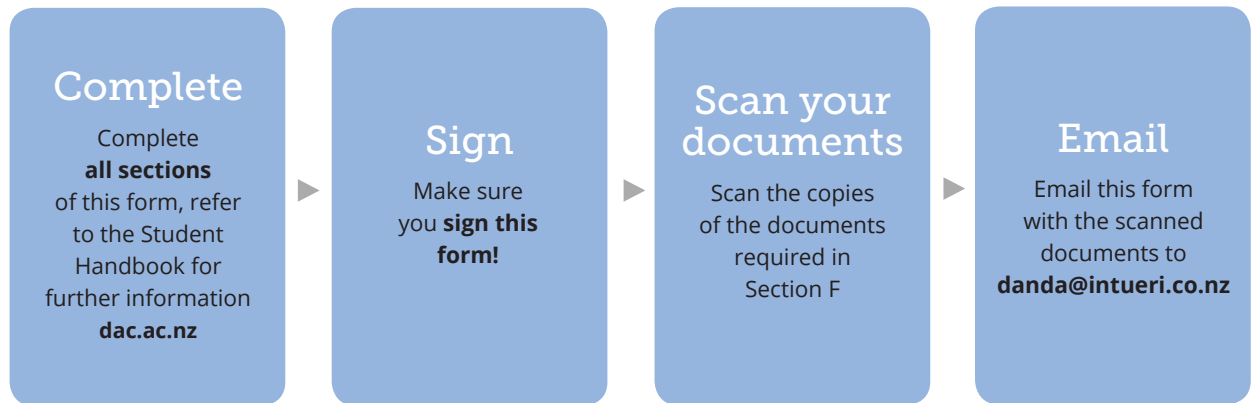 Complete
Complete
all sections
of this form, refer
to the Student
Handbook for
further information
dac.ac.nz
Sign
Make sure
you sign this
form!
Scan your
documents
Scan the copies
of the documents
required in
Section F
Email
Email this form
with the scanned
documents to
danda@intueri.co.nz